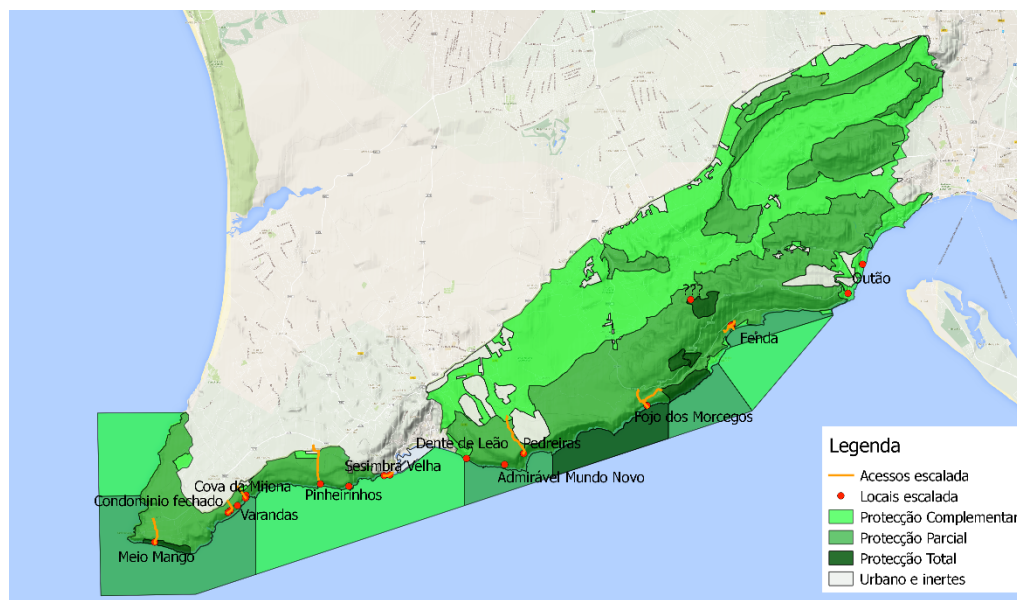 ???
Outão
Fenda
Fojo dos Morcegos
Dente de Leão
Pedreiras
Sesimbra Velha
Admirável Mundo Novo
Cova da Mijona
Pinheirinhos
Condominio fechado
Varandas
Meio Mango
Legenda
Acessos escalada
Locais escalada
Protecção Complementar
Protecção Parcial
Protecção Total
Urbano e inertes